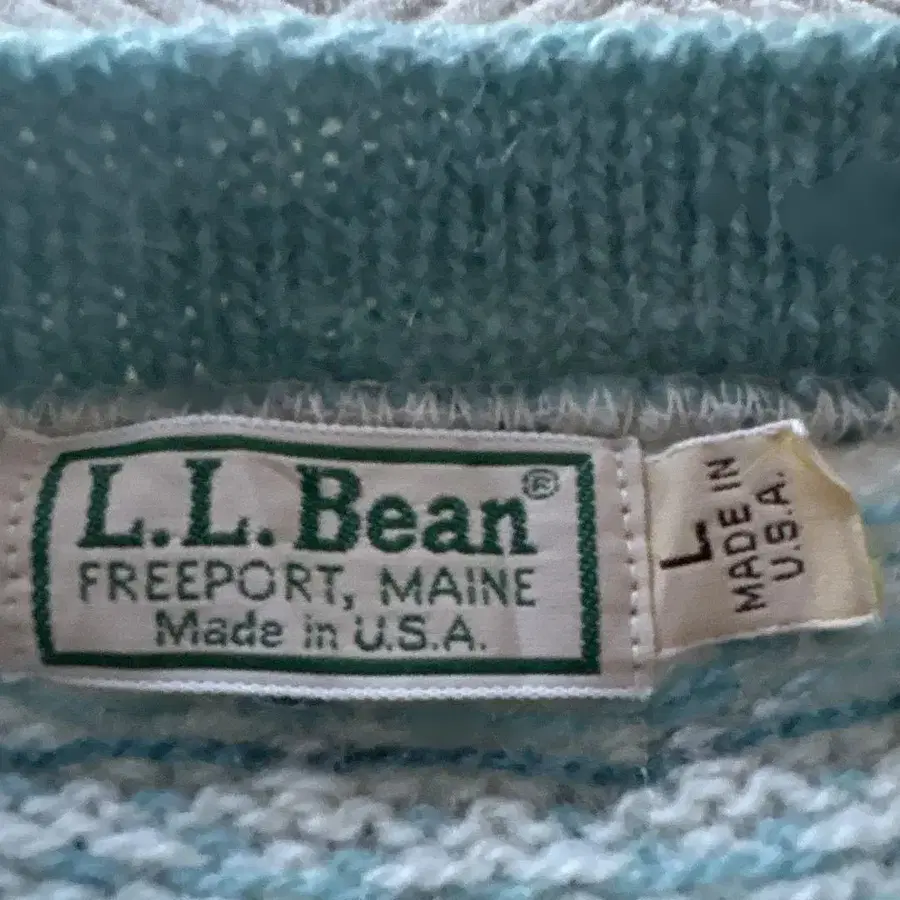 L.L.Bean®
FREEPORT, MAINE
Made in U.S.A.
L
MADE IN
U.S.A.